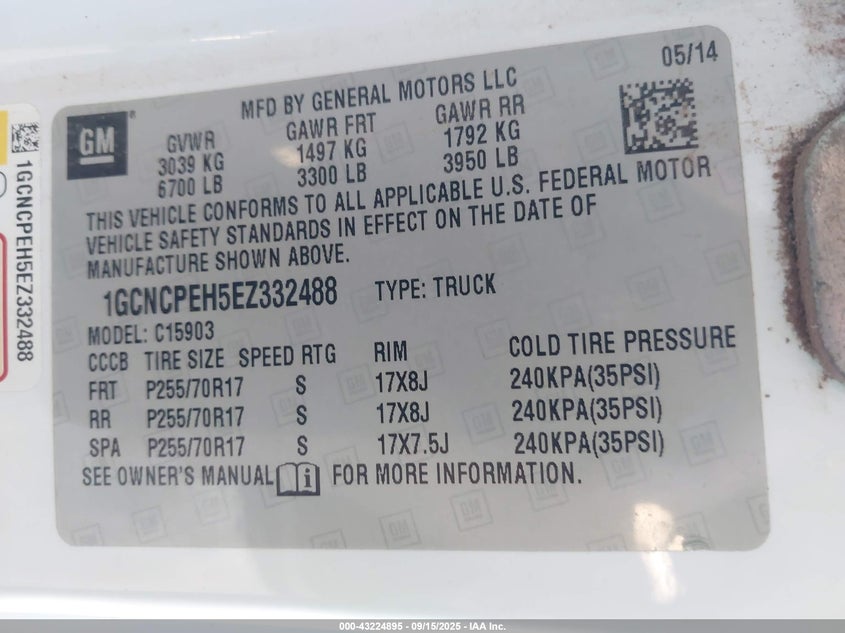 05/14
MFD BY GENERAL MOTORS LLC
GM
GVWR GAWR FRT GAWR RR
3039 KG 1497 KG 1792 KG
6700 LB 3300 LB 3950 LB
THIS VEHICLE CONFORMS TO ALL APPLICABLE U.S. FEDERAL MOTOR
VEHICLE SAFETY STANDARDS IN EFFECT ON THE DATE OF
MANUFACTURE SHOWN ABOVE.
1GCNCPEH5EZ332488 TYPE: TRUCK
MODEL: C15903
CCCB TIRE SIZE SPEED RTG RIM COLD TIRE PRESSURE
FRT P255/70R17 S 17X8J 240KPA(35PSI)
RR P255/70R17 S 17X8J 240KPA(35PSI)
SPA P255/70R17 S 17X7.5J 240KPA(35PSI)
SEE OWNER'S MANUAL i FOR MORE INFORMATION.
1GCNCPEH5EZ332488
000-43224895 - 09/15/2025 - IAA Inc.